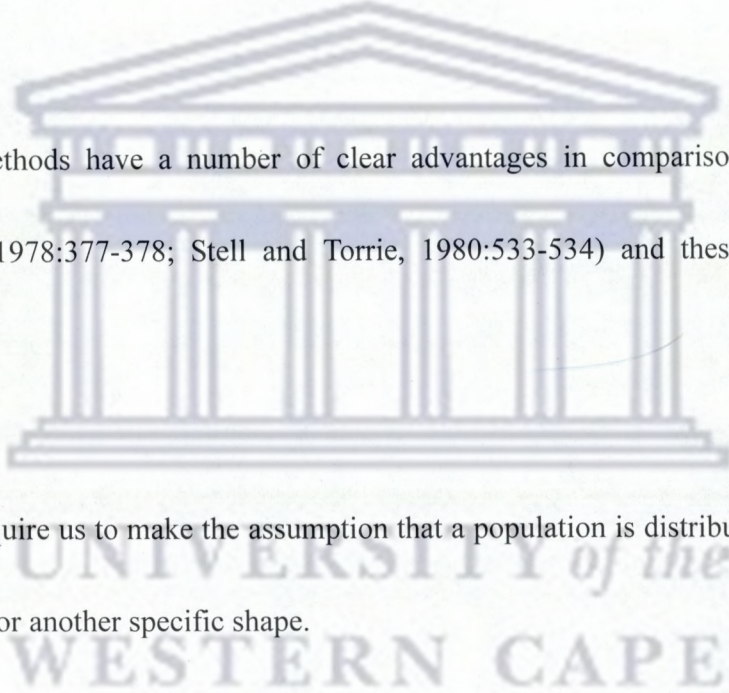 ethods have a number of clear advantages in compariso
1978:377-378; Stell and Torrie, 1980:533-534) and thes
quire us to make the assumption that a population is distribu
UNIVERSITY of the
or another specific shape.
WESTERN CAPE